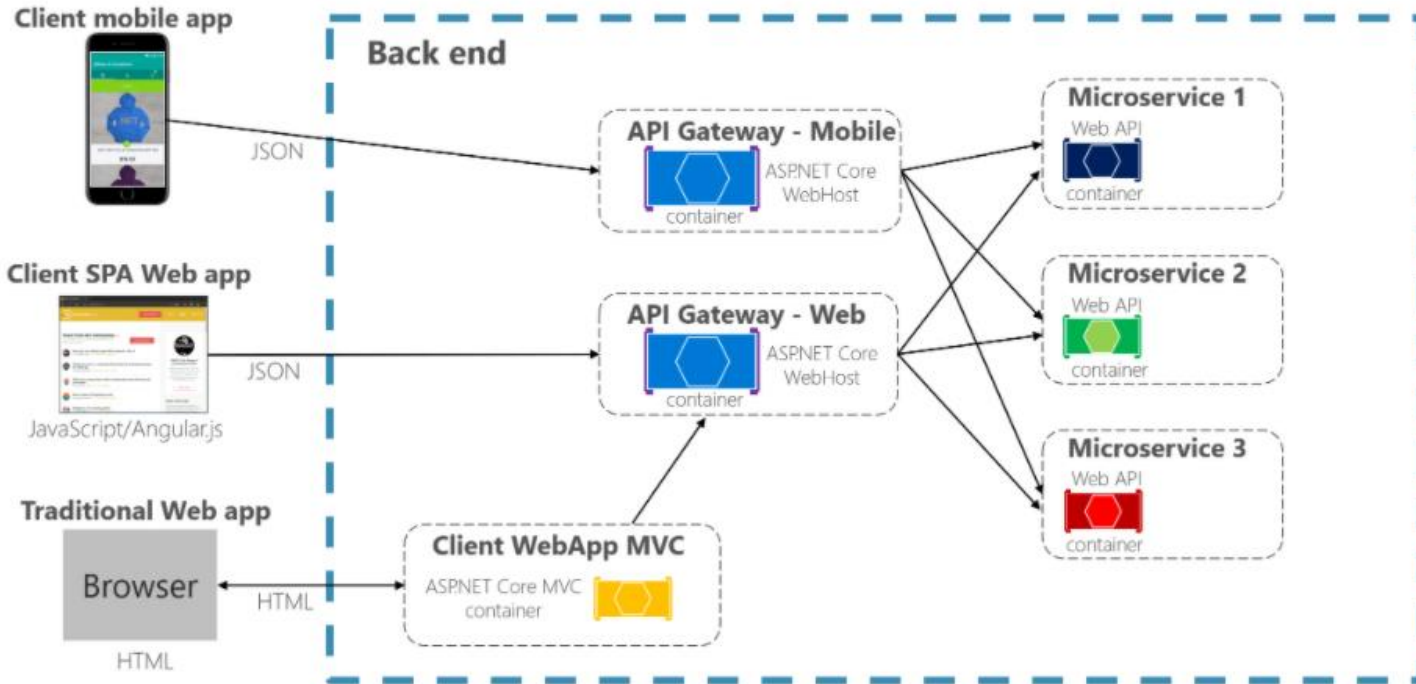 Client mobile app
Back end
JSON
API Gateway - Mobile
ASP.NET Core
WebHost
container
Microservice 1
Web API
container
Client SPA Web app
JavaScript/Angular.js
JSON
API Gateway - Web
ASP.NET Core
WebHost
container
Microservice 2
Web API
container
Microservice 3
Web API
container
Traditional Web app
Browser
HTML
HTML
Client WebApp MVC
ASP.NET Core MVC
container
.NET